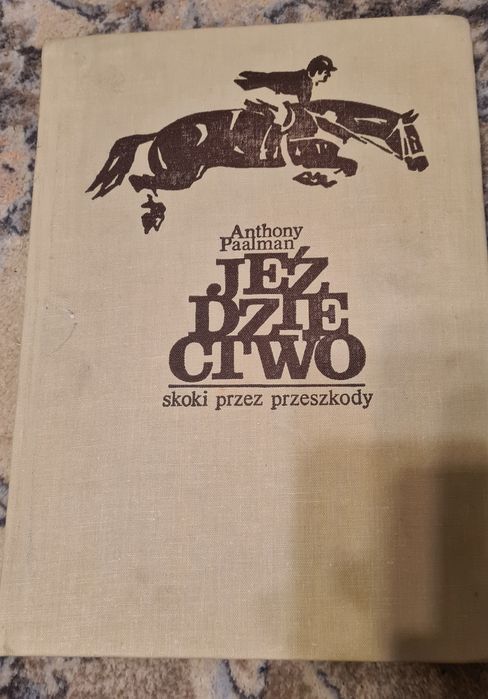 Anthony
Paalman
JEŹ
DZIE
CTWO
skoki przez przeszkody